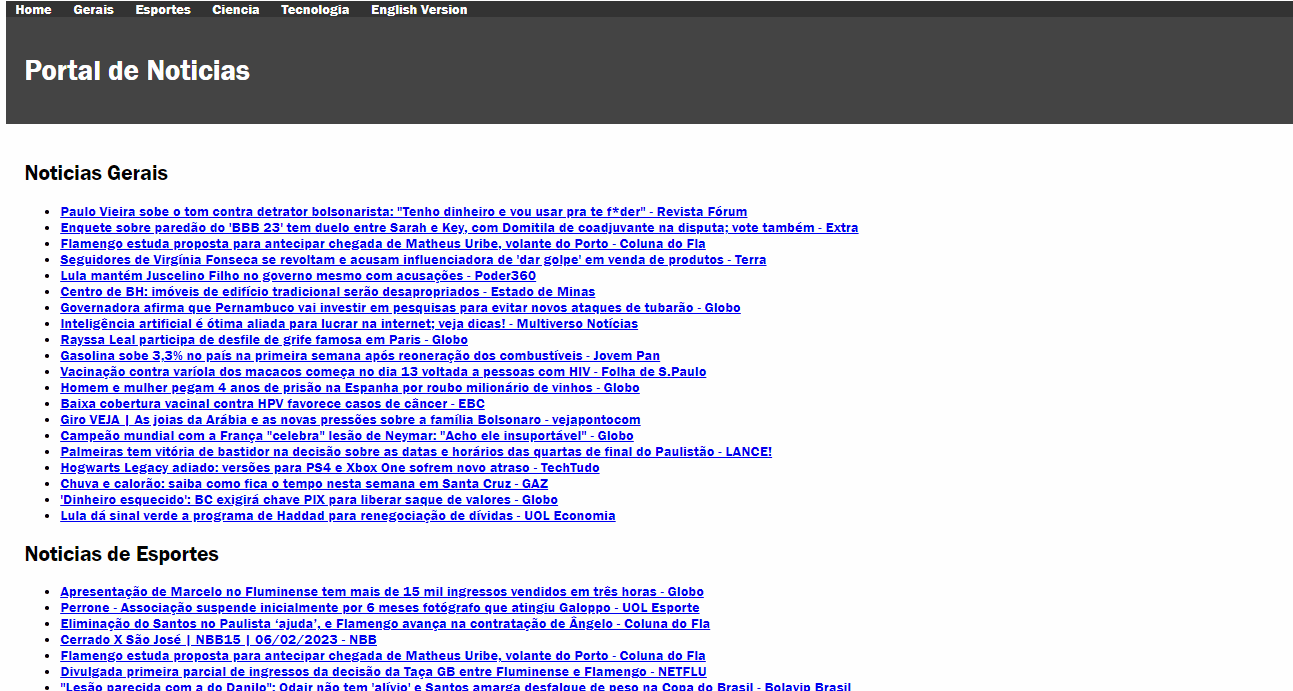 Home Gerais Esportes Ciencia Tecnologia English Version
Portal de Noticias
Noticias Gerais
Paulo Vieira sobe o tom contra detrator bolsonarista: "Tenho dinheiro e vou usar pra te f*der" - Revista Fórum
Enquete sobre paredão do 'BBB 23' tem duelo entre Sarah e Key, com Domitila de coadjuvante na disputa; vote também - Extra
Flamengo estuda proposta para antecipar chegada de Matheus Uribe, volante do Porto - Coluna do Fla
Seguidores de Virgínia Fonseca se revoltam e acusam influenciadora de 'dar golpe' em venda de produtos - Terra
Lula mantém Juscelino Filho no governo mesmo com acusações - Poder360
Centro de BH: imóveis de edifício tradicional serão desapropriados - Estado de Minas
Governadora afirma que Pernambuco vai investir em pesquisas para evitar novos ataques de tubarão - Globo
Inteligência artificial é ótima aliada para lucrar na internet; veja dicas! - Multiverso Notícias
Rayssa Leal participa de desfile de grife famosa em Paris - Globo
Gasolina sobe 3,3% no país na primeira semana após reoneração dos combustíveis - Jovem Pan
Vacinação contra varíola dos macacos começa no dia 13 voltada a pessoas com HIV - Folha de S.Paulo
Homem e mulher pegam 4 anos de prisão na Espanha por roubo milionário de vinhos - Globo
Baixa cobertura vacinal contra HPV favorece casos de câncer - EBC
Giro VEJA | As joias da Arábia e as novas pressões sobre a família Bolsonaro - vejapontocom
Campeão mundial com a França "celebra" lesão de Neymar: "Acho ele insuportável" - Globo
Palmeiras tem vitória de bastidor na decisão sobre as datas e horários das quartas de final do Paulistão - LANCE!
Hogwarts Legacy adiado: versões para PS4 e Xbox One sofrem novo atraso - TechTudo
Chuva e calorão: saiba como fica o tempo nesta semana em Santa Cruz - GAZ
'Dinheiro esquecido': BC exigirá chave PIX para liberar saque de valores - Globo
Lula dá sinal verde a programa de Haddad para renegociação de dívidas - UOL Economia
Noticias de Esportes
Apresentação de Marcelo no Fluminense tem mais de 15 mil ingressos vendidos em três horas - Globo
Perrone - Associação suspende inicialmente por 6 meses fotógrafo que atingiu Galoppo - UOL Esporte
Eliminação do Santos no Paulista ‘ajuda’, e Flamengo avança na contratação de Ângelo - Coluna do Fla
Cerrado X São José | NBB15 | 06/02/2023 - NBB
Flamengo estuda proposta para antecipar chegada de Matheus Uribe, volante do Porto - Coluna do Fla
Divulgada primeira parcial de ingressos da decisão da Taça GB entre Fluminense e Flamengo - NETFLU
"Lesão parecida com a do Danilo": Odair não tem 'alívio' e Santos amarga desfalque de peso na Copa do Brasil - Bolavip Brasil